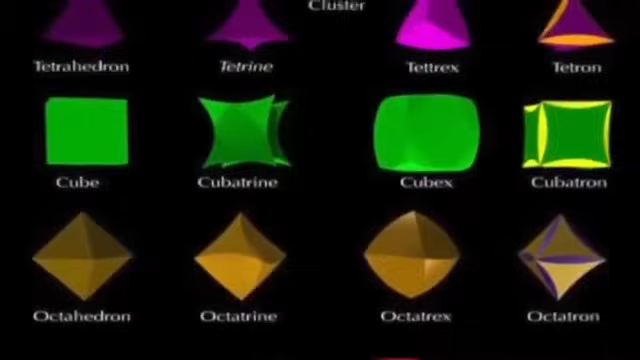 Cluster
Tetrahedron Tetrine Tettrex Tetron
Cube Cubatrine Cubex Cubatron
Octahedron Octatrine Octatrex Octatron